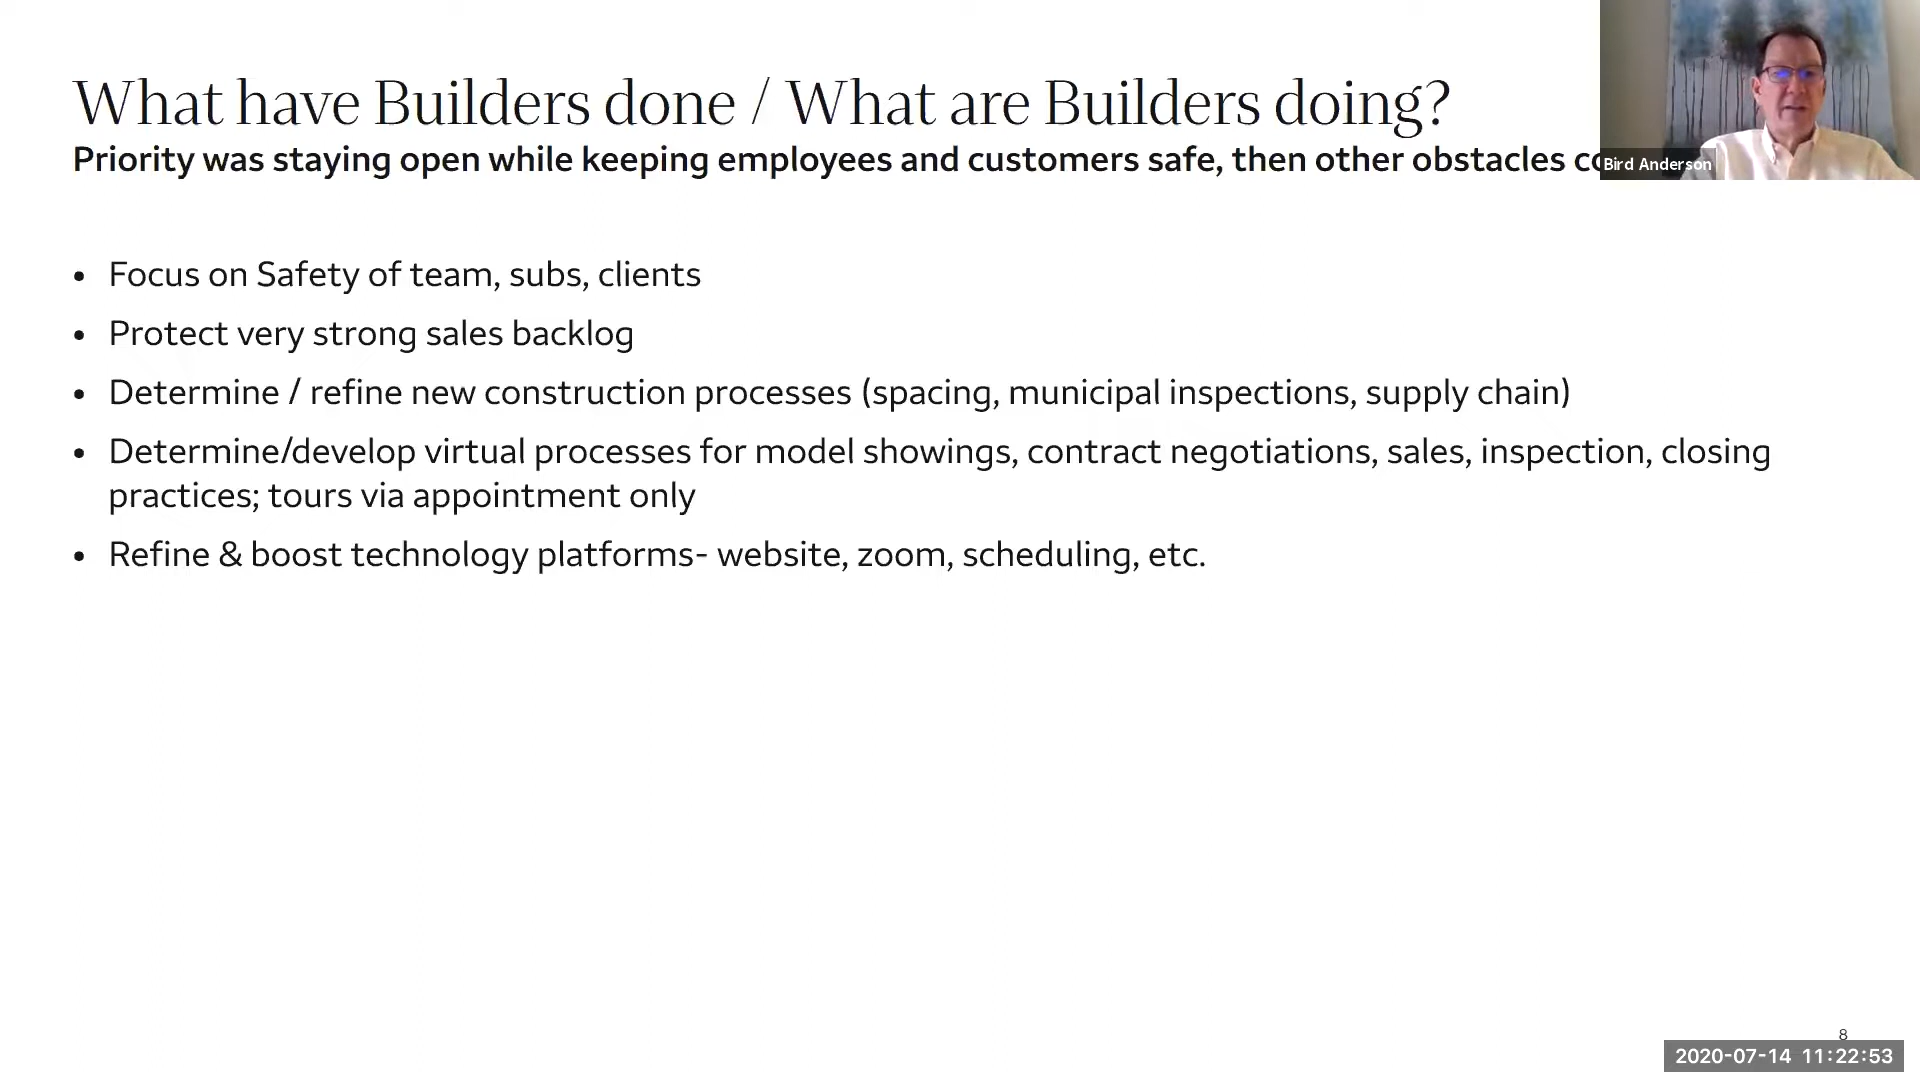 What have Builders done / What are Builders doing?
Priority was staying open while keeping employees and customers safe, then other obstacles
Bird Anderson
• Focus on Safety of team, subs, clients
• Protect very strong sales backlog
• Determine / refine new construction processes (spacing, municipal inspections, supply chain)
• Determine/develop virtual processes for model showings, contract negotiations, sales, inspection, closing
practices; tours via appointment only
• Refine & boost technology platforms- website, zoom, scheduling, etc.
8
2020-07-14 11:22:53